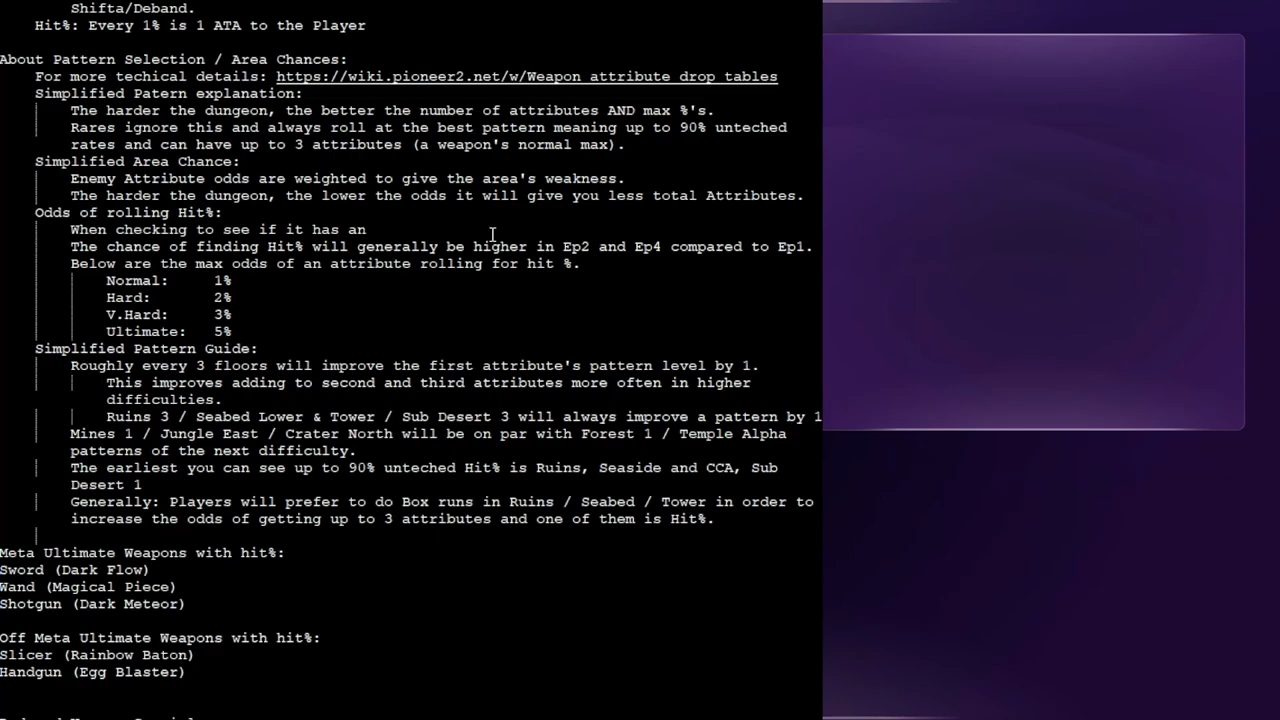 Shifta/Deband.
Hit%: Every 1% is 1 ATA to the Player
About Pattern Selection / Area Chances:
For more techical details: https://wiki.pioneer2.net/w/Weapon_attribute_drop_tables
Simplified Patern explanation:
The harder the dungeon, the better the number of attributes AND max %'s.
Rares ignore this and always roll at the best pattern meaning up to 90% unteched
rates and can have up to 3 attributes (a weapon's normal max).
Simplified Area Chance:
Enemy Attribute odds are weighted to give the area's weakness.
The harder the dungeon, the lower the odds it will give you less total Attributes.
Odds of rolling Hit%:
When checking to see if it has an
The chance of finding Hit% will generally be higher in Ep2 and Ep4 compared to Ep1.
Below are the max odds of an attribute rolling for hit %.
Normal: 1%
Hard: 2%
V.Hard: 3%
Ultimate: 5%
Simplified Pattern Guide:
Roughly every 3 floors will improve the first attribute's pattern level by 1.
This improves adding to second and third attributes more often in higher
difficulties.
Ruins 3 / Seabed Lower & Tower / Sub Desert 3 will always improve a pattern by 1
Mines 1 / Jungle East / Crater North will be on par with Forest 1 / Temple Alpha
patterns of the next difficulty.
The earliest you can see up to 90% unteched Hit% is Ruins, Seaside and CCA, Sub
Desert 1
Generally: Players will prefer to do Box runs in Ruins / Seabed / Tower in order to
increase the odds of getting up to 3 attributes and one of them is Hit%.
Meta Ultimate Weapons with hit%:
Sword (Dark Flow)
Wand (Magical Piece)
Shotgun (Dark Meteor)
Off Meta Ultimate Weapons with hit%:
Slicer (Rainbow Baton)
Handgun (Egg Blaster)